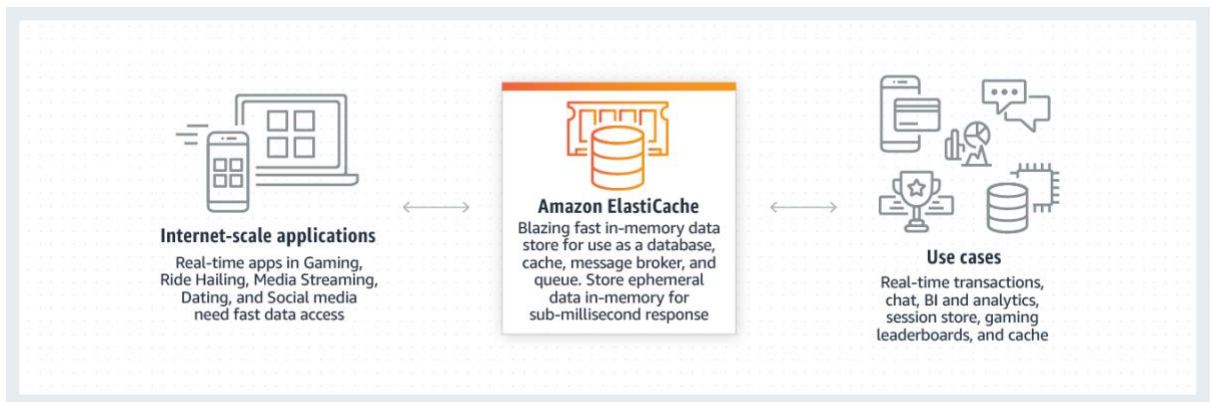 Internet-scale applications
Real-time apps in Gaming,
Ride Hailing, Media Streaming,
Dating, and Social media
need fast data access
Amazon ElastiCache
Blazing fast in-memory data
store for use as a database,
cache, message broker, and
queue. Store ephemeral
data in-memory for
sub-millisecond response
Use cases
Real-time transactions,
chat, BI and analytics,
session store, gaming
leaderboards, and cache